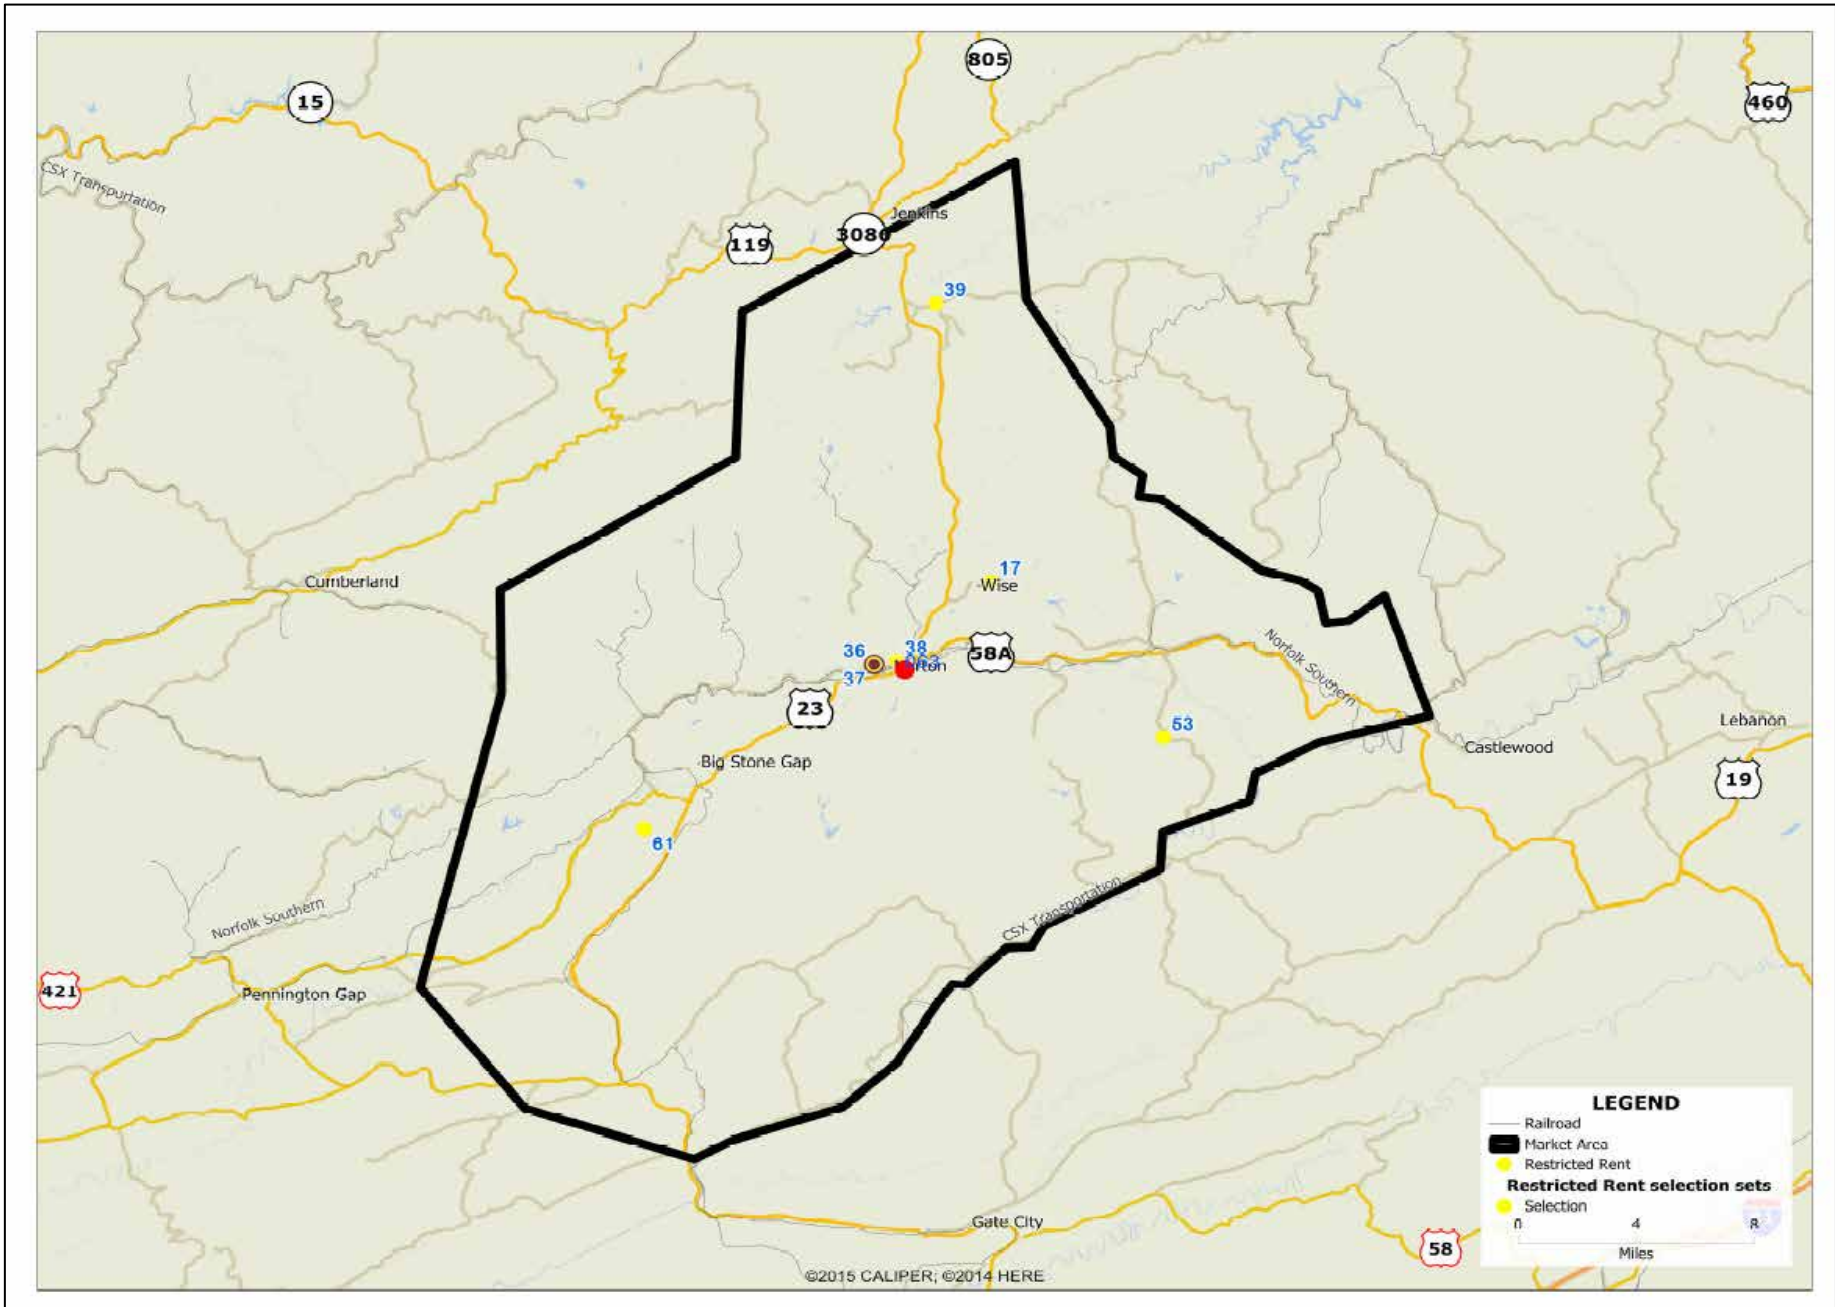 805
15
460
CSX Transportation
Jenkins
3080
119
39
Cumberland
17
Wise
36
38
58A
37
Norton
Norfolk Southern
23
53
Lebanon
Castlewood
Big Stone Gap
19
61
CSX Transportation
Norfolk Southern
421
Pennington Gap
LEGEND
Railroad
Market Area
Restricted Rent
Restricted Rent selection sets
Selection
0 4 8
Miles
Gate City
58
©2015 CALIPER; ©2014 HERE